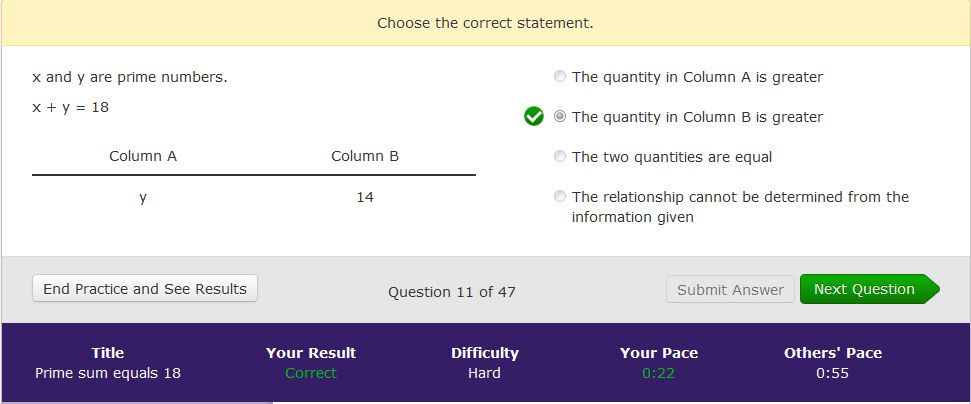 Choose the correct statement.
x and y are prime numbers.
x + y = 18
Column A Column B
y 14
The quantity in Column A is greater
The quantity in Column B is greater
The two quantities are equal
The relationship cannot be determined from the
information given
End Practice and See Results
Question 11 of 47
Submit Answer
Next Question
Title Your Result Difficulty Your Pace Others' Pace
Prime sum equals 18 Correct Hard 0:22 0:55